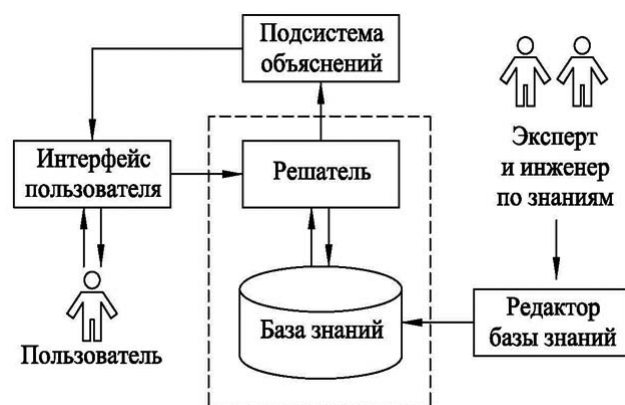 Подсистема
объяснений
Интерфейс
пользователя
Решатель
Эксперт
и инженер
по знаниям
База знаний
Редактор
базы знаний
Пользователь